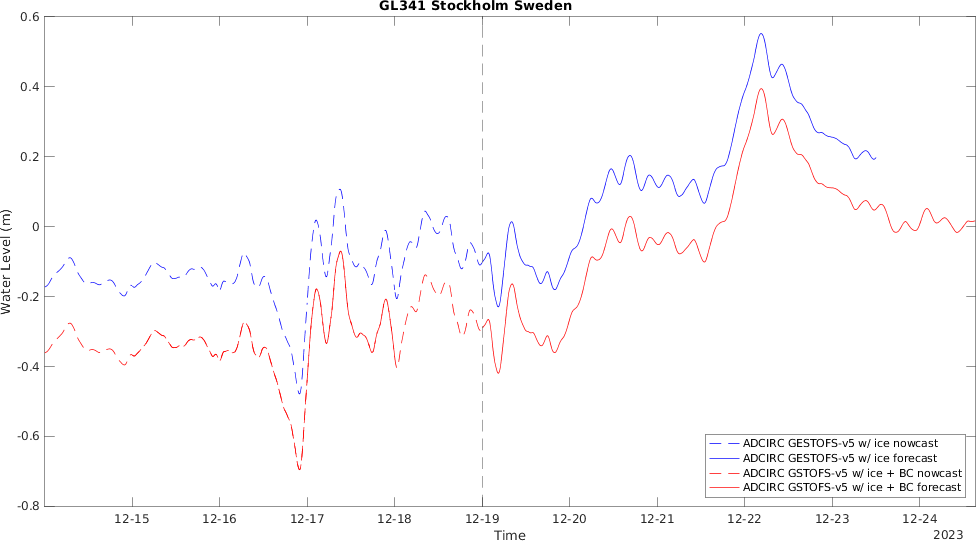 GL341 Stockholm Sweden
0.6
0.4
0.2
0
-0.2
-0.4
-0.6
-0.8
Water Level (m)
12-15
12-16
12-17
12-18
12-19
12-20
12-21
12-22
12-23
12-24
Time
2023
ADCIRC GESTOFS-v5 w/ ice nowcast
ADCIRC GESTOFS-v5 w/ ice forecast
ADCIRC GSTOFS-v5 w/ ice + BC nowcast
ADCIRC GSTOFS-v5 w/ ice + BC forecast